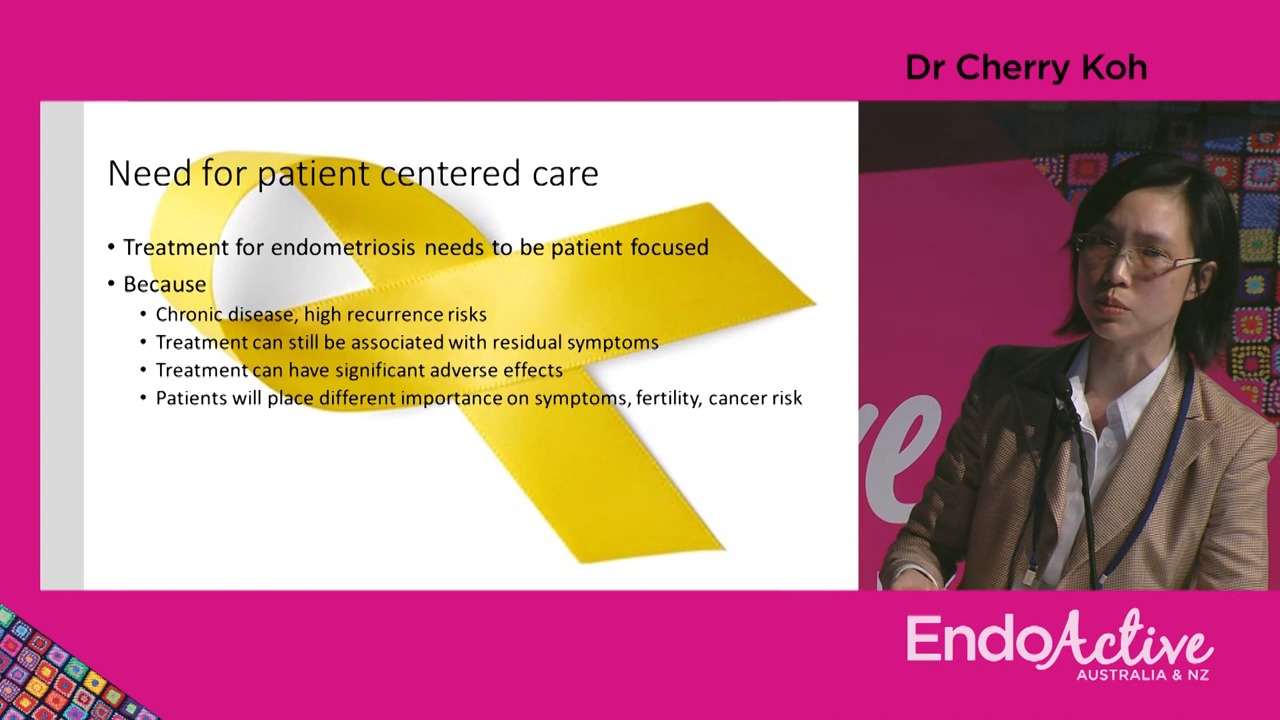 Dr Cherry Koh
Need for patient centered care
• Treatment for endometriosis needs to be patient focused
• Because
• Chronic disease, high recurrence risks
• Treatment can still be associated with residual symptoms
• Treatment can have significant adverse effects
• Patients will place different importance on symptoms, fertility, cancer risk
ve
EndoActive
AUSTRALIA & NZ